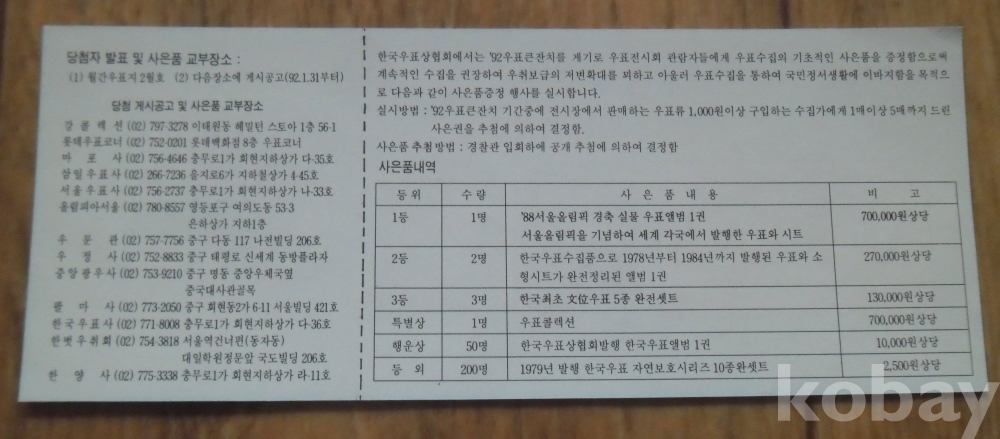 당첨자 발표 및 사은품 교부장소 :
(1) 월간우표지 2월호 (2) 다음장소에 게시공고(92.1.31부터)
당첨 게시공고 및 사은품 교부장소
강콜렉션 (02) 797-3278 이태원동 헤밀턴 스토아 1층 56-1
롯데우표코너 (02) 752-0201 롯데백화점 8층 우표코너
마로사 (02) 756-4646 충무로1가 회현지하상가 다-35호
삼일우표사 (02) 266-7236 을지로6가 지하철상가 4-45호
서울우표사 (02) 756-2737 충무로1가 회현지하상가 나-33호
올림피아서울 (02) 780-8557 영등포구 여의도동 53-3
은하상가 지하1층
우문관 (02) 757-7756 중구 다동 117 나전빌딩 206호
우정사 (02) 752-8833 중구 태평로 신세계 동방플라자
중앙광우사 (02) 753-9210 중구 명동 중앙우체국옆
중국대사관골목
팔마사 (02) 773-2050 중구 회현동2가 6-11 서울빌딩 421호
한국우표사 (02) 771-8008 충무로1가 회현지하상가 다-36호
한벗우취회 (02) 754-3818 서울역건너편(동자동)
대일학원정문앞 국도빌딩 206호
한양사 (02) 775-3338 충무로1가 회현지하상가 라-11호
한국우표상협회에서는 '92우표큰잔치를 계기로 우표전시회 관람자들에게 우표수집의 기초적인 사은품을 증정함으로써
계속적인 수집을 권장하여 우취보급의 저변확대를 꾀하고 아울러 우표수집을 통하여 국민정서생활에 이바지함을 목적으
로 다음과 같이 사은품증정 행사를 실시합니다.
실시방법 : '92우표큰잔치 기간중에 전시장에서 판매하는 우표류 1,000원이상 구입하는 수집가에게 1매이상 5매까지 드린
사은권을 추첨에 의하여 결정함.
사은품 추첨방법 : 경찰관 입회하에 공개 추첨에 의하여 결정함
사은품내역
등위 수량 사은품내용 비고
1등 1명 '88서울올림픽 경축 실물 우표앨범 1권 700,000원상당
서울올림픽을 기념하여 세계 각국에서 발행한 우표와 시트
2등 2명 한국우표수집품으로 1978년부터 1984년까지 발행된 우표와 소 270,000원상당
형시트가 완전정리된 앨범 1권
3등 3명 한국최초 文位우표 5종 완전셋트 130,000원상당
특별상 1명 우표콜렉션 700,000원상당
행운상 50명 한국우표상협회발행 한국우표앨범 1권 10,000원상당
등외 200명 1979년 발행 한국우표 자연보호시리즈 10종완셋트 2,500원상당
kobay